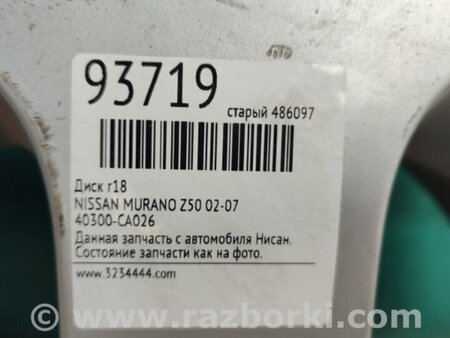 93719
старый 486097
Диск r18
NISSAN MURANO Z50 02-07
40300-CA026
Данная запчасть с автомобиля Нисан.
Состояние запчасти как на фото.
www.3234444.com
www.razborki.com